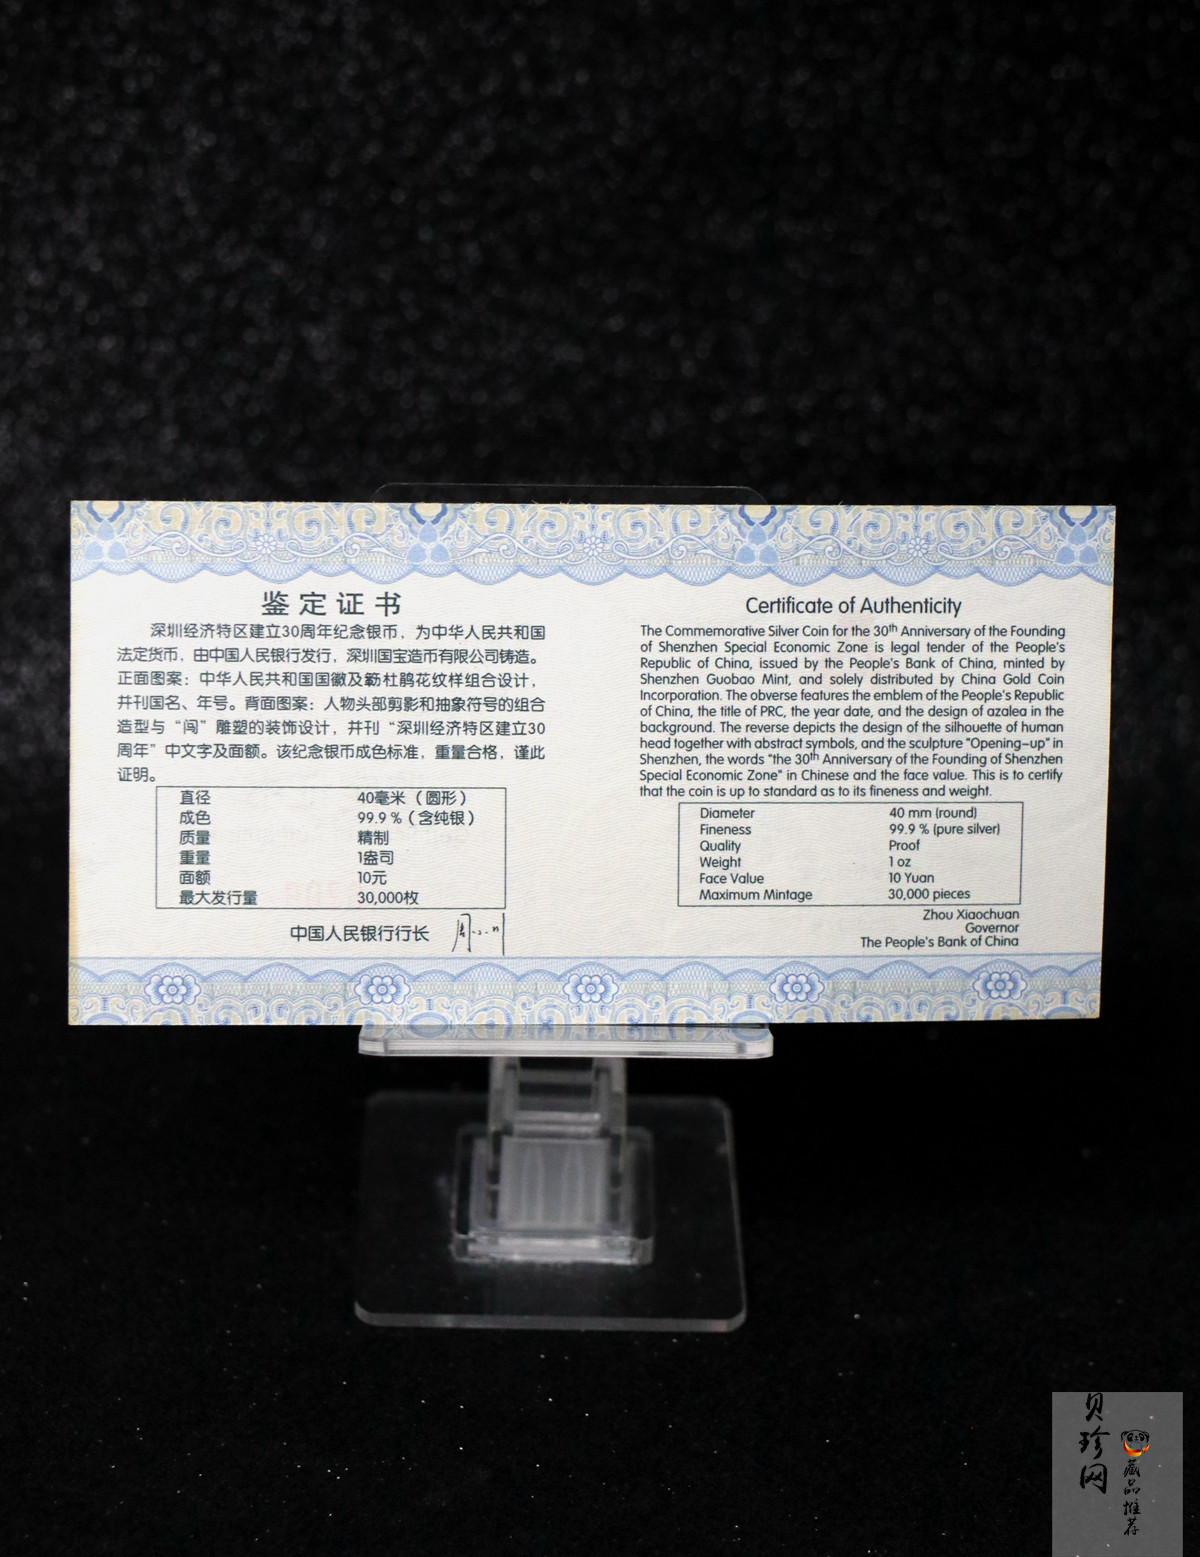 鉴定证书
深圳经济特区建立30周年纪念银币，为中华人民共和国
法定货币，由中国人民银行发行，深圳国宝造币有限公司铸造。
正面图案：中华人民共和国国徽及簕杜鹃花纹样组合设计，
并刊国名、年号。背面图案：人物头部剪影和抽象符号的组合
造型与“闯”雕塑的装饰设计，并刊“深圳经济特区建立30
周年”中文字及面额。该纪念银币成色标准，重量合格，谨此
证明。
直径 40毫米（圆形）
成色 99.9%（含纯银）
质量 精制
重量 1盎司
面额 10元
最大发行量 30,000枚
中国人民银行行长
Certificate of Authenticity
The Commemorative Silver Coin for the 30th Anniversary of the Founding
of Shenzhen Special Economic Zone is legal tender of the People's
Republic of China, issued by the People's Bank of China, minted by
Shenzhen Guobao Mint, and solely distributed by China Gold Coin
Incorporation. The obverse features the emblem of the People's Republic
of China, the title of PRC, the year date, and the design of azalea in the
background. The reverse depicts the design of the silhouette of human
head together with abstract symbols, and the sculpture "Opening-up" in
Shenzhen, the words "the 30th Anniversary of the Founding of Shenzhen
Special Economic Zone" in Chinese and the face value. This is to certify
that the coin is up to standard as to its fineness and weight.
Diameter 40 mm (round)
Fineness 99.9 % (pure silver)
Quality Proof
Weight 1 oz
Face Value 10 Yuan
Maximum Mintage 30,000 pieces
Zhou Xiaochuan
Governor
The People's Bank of China
贝珍网
藏品推荐